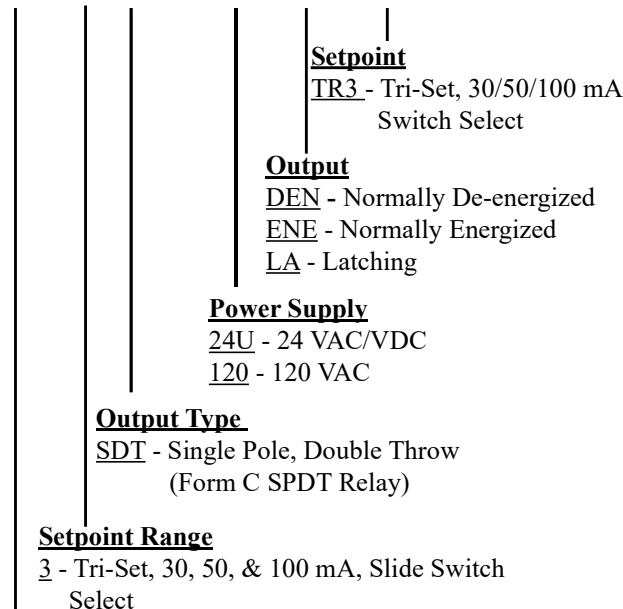 Setpoint
TR3 - Tri-Set, 30/50/100 mA
Switch Select
Output
DEN - Normally De-energized
ENE - Normally Energized
LA - Latching
Power Supply
24U - 24 VAC/VDC
120 - 120 VAC
Output Type
SDT - Single Pole, Double Throw
(Form C SPDT Relay)
Setpoint Range
3 - Tri-Set, 30, 50, & 100 mA, Slide Switch
Select